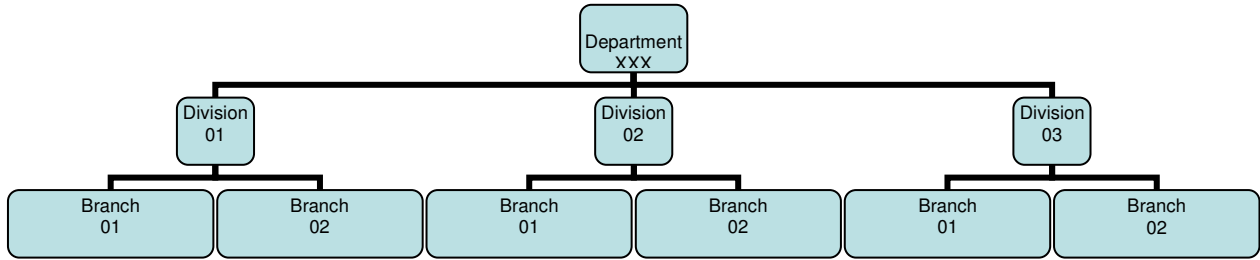 Department
XXX
Division
01
Division
02
Division
03
Branch
01
Branch
02
Branch
01
Branch
02
Branch
01
Branch
02